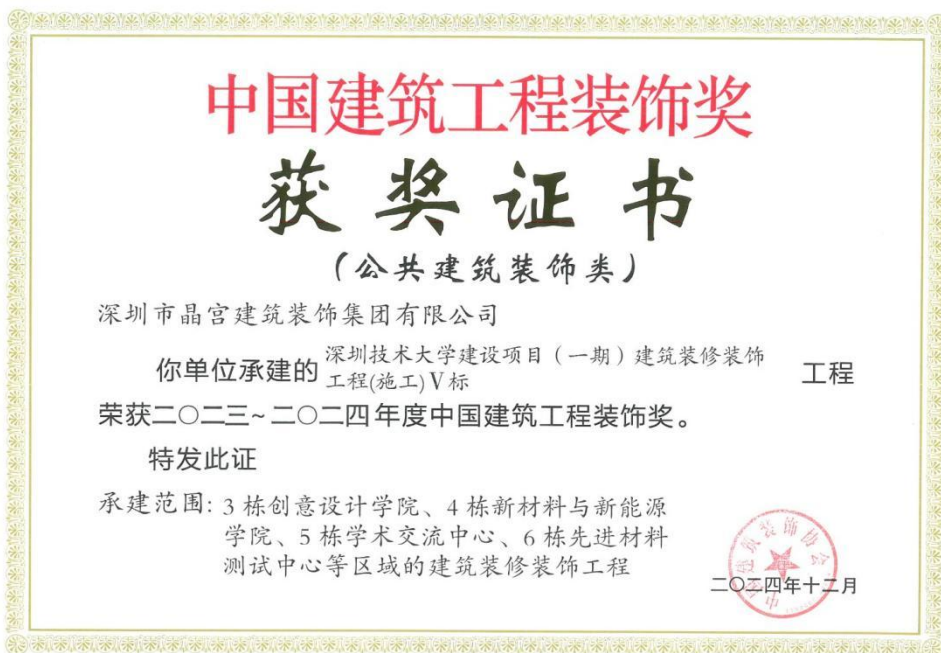 中国建筑工程装饰奖
获奖证书
(公共建筑装饰类)
深圳市晶宫建筑装饰集团有限公司
你单位承建的 深圳技术大学建设项目(一期)建筑装修装饰
工程(施工)Ⅴ标 工程
荣获二〇二三~二〇二四年度中国建筑工程装饰奖。
特发此证
承建范围: 3 栋创意设计学院、4 栋新材料与新能源
学院、5 栋学术交流中心、6 栋先进材料
测试中心等区域的建筑装修装饰工程
中国建筑装饰协会
二〇二四年十二月